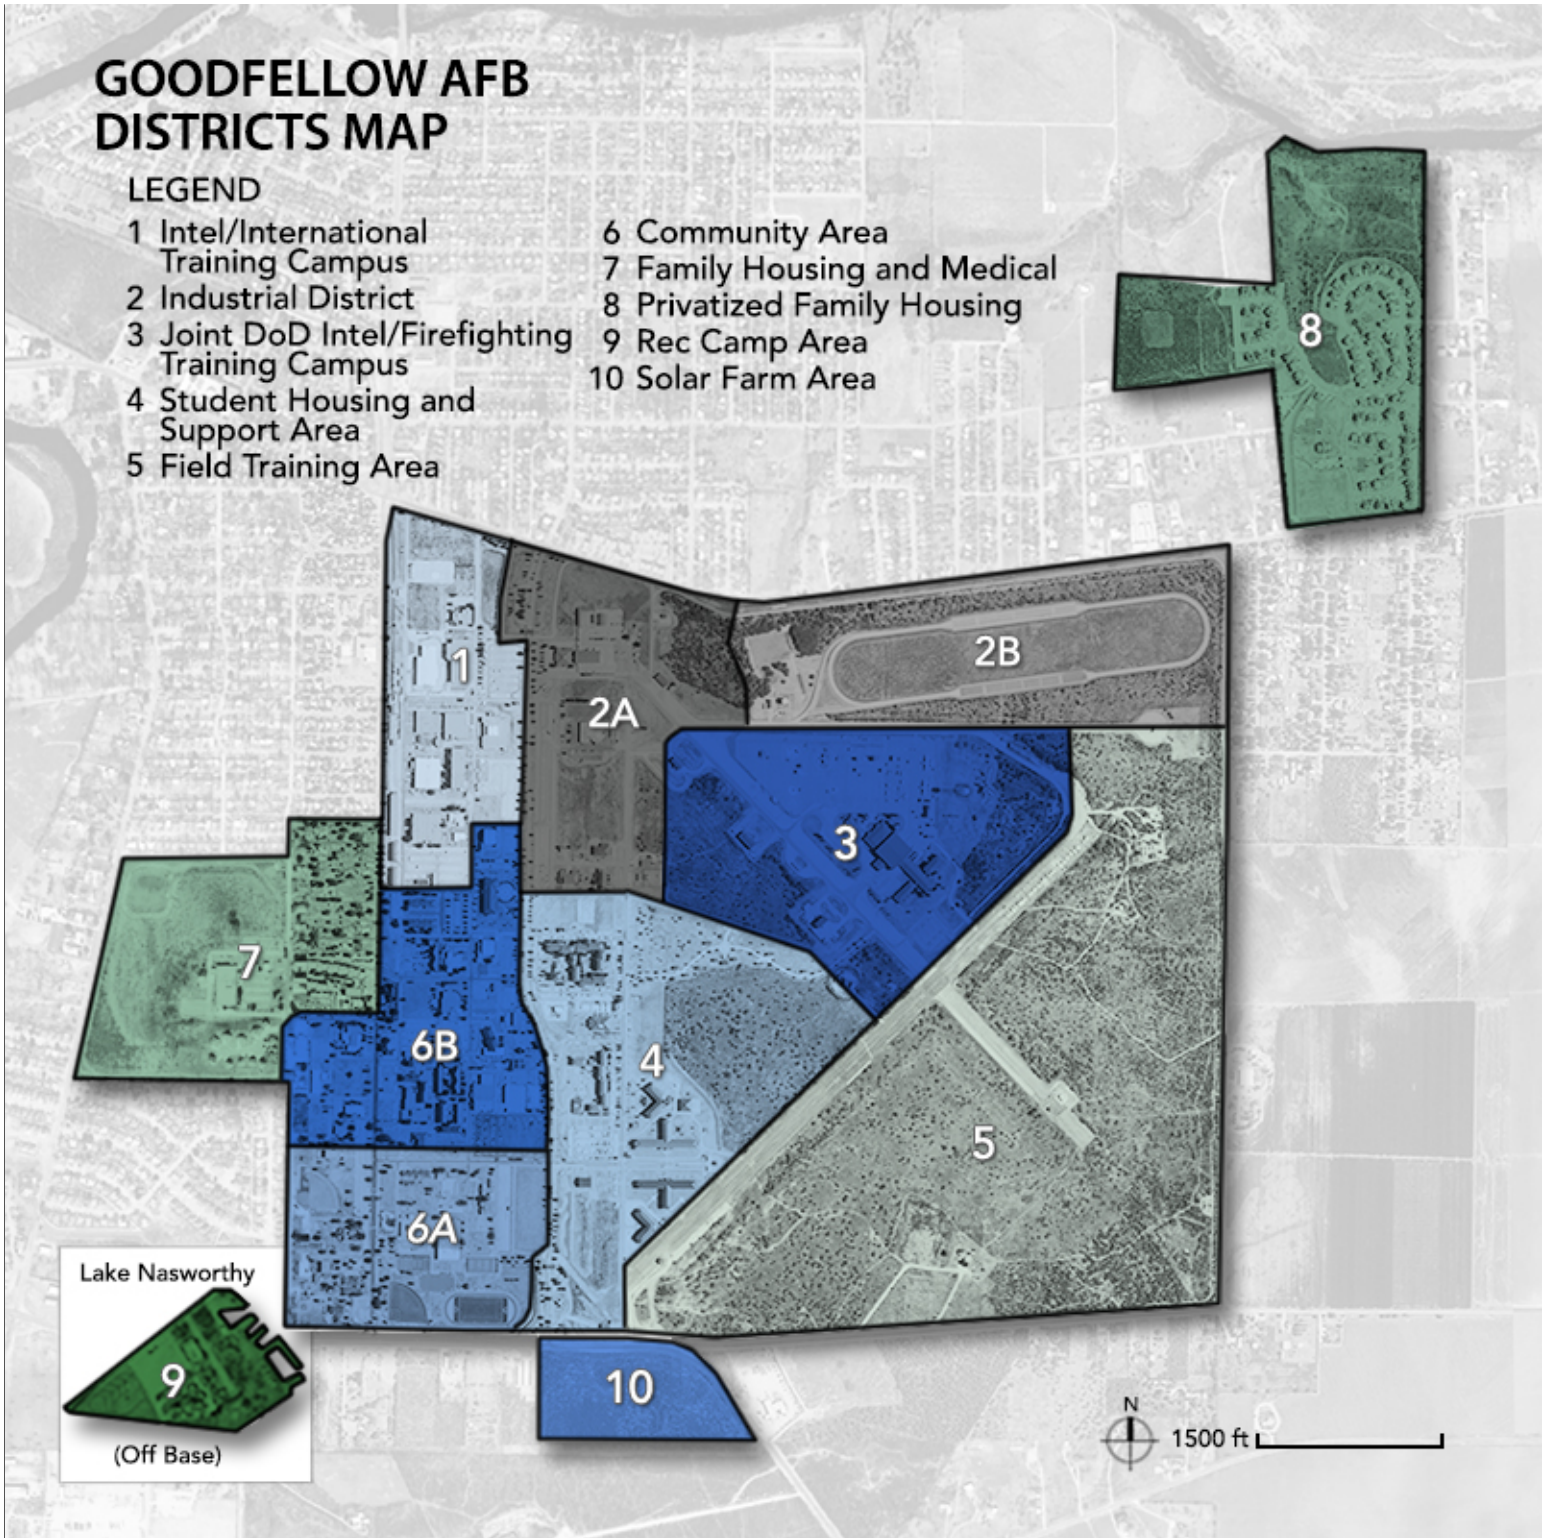 GOODFELLOW AFB
DISTRICTS MAP
LEGEND
1 Intel/International
Training Campus
2 Industrial District
3 Joint DoD Intel/Firefighting
Training Campus
4 Student Housing and
Support Area
5 Field Training Area
6 Community Area
7 Family Housing and Medical
8 Privatized Family Housing
9 Rec Camp Area
10 Solar Farm Area
8
1
2B
2A
3
7
6B
4
5
6A
Lake Nasworthy
9
(Off Base)
10
N
1500 ft